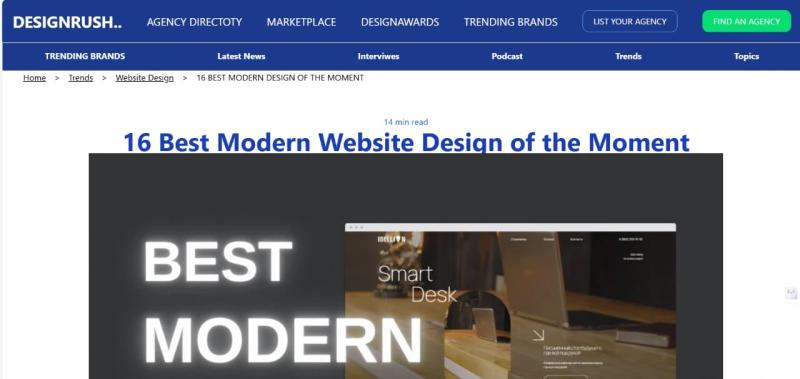 DESIGNRUSH.. AGENCY DIRECTOTY MARKETPLACE DESIGNAWARDS TRENDING BRANDS LIST YOUR AGENCY FIND AN AGENCY
TRENDING BRANDS Latest News Interviwes Podcast Trends Topics
Home > Trends > Website Design > 16 BEST MODERN DESIGN OF THE MOMENT
14 min read
16 Best Modern Website Design of the Moment
BEST
MODERN
Smart
Desk